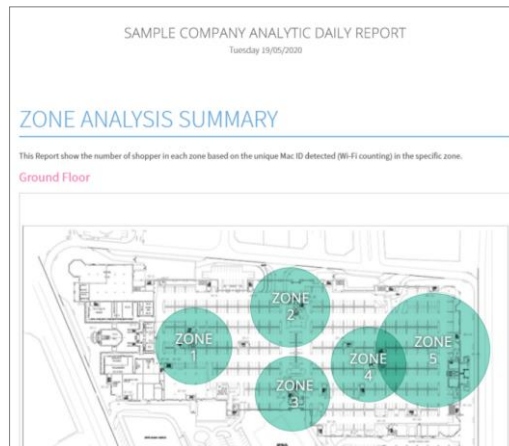 SAMPLE COMPANY ANALYTIC DAILY REPORT
Tuesday 19/05/2020
ZONE ANALYSIS SUMMARY
This Report show the number of shopper in each zone based on the unique Mac ID detected (Wi-Fi counting) in the specific zone.
Ground Floor
ZONE
1
ZONE
2
ZONE
3
ZONE
4
ZONE
5